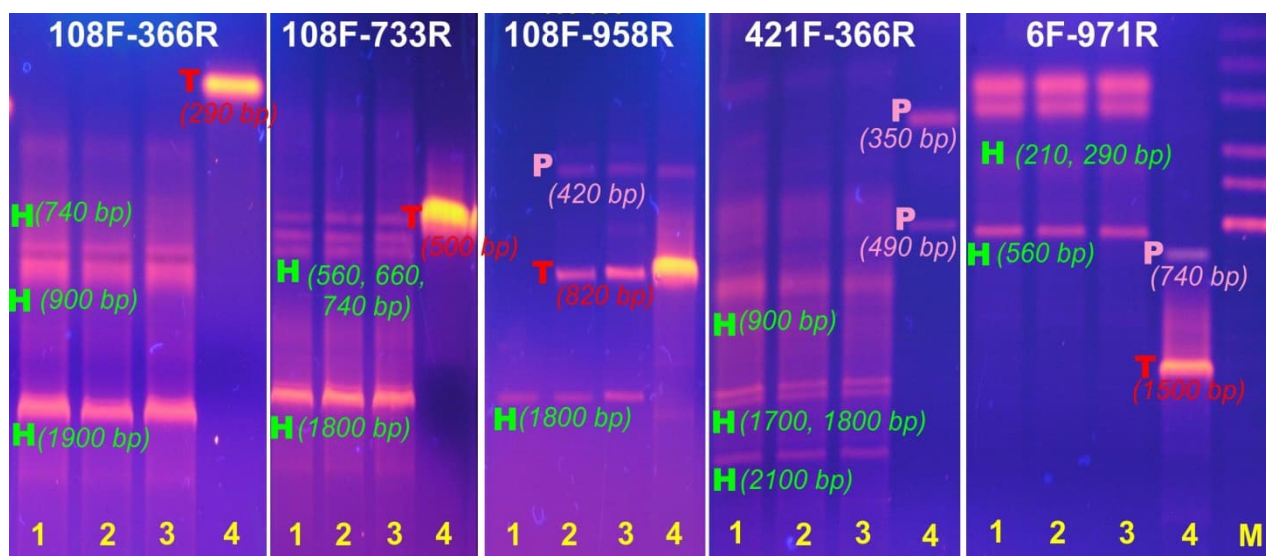 108F-366R
T
(290 bp)
H (740 bp)
H (900 bp)
H (1900 bp)
1 2 3 4
108F-733R
T
(500 bp)
H (560, 660,
740 bp)
H (1800 bp)
1 2 3 4
108F-958R
P
(420 bp)
T
(820 bp)
H (1800 bp)
1 2 3 4
421F-366R
P
(350 bp)
P
(490 bp)
H (900 bp)
H (1700, 1800 bp)
H (2100 bp)
1 2 3 4
6F-971R
H (210, 290 bp)
H (560 bp)
P
(740 bp)
T
(1500 bp)
1 2 3 4 M